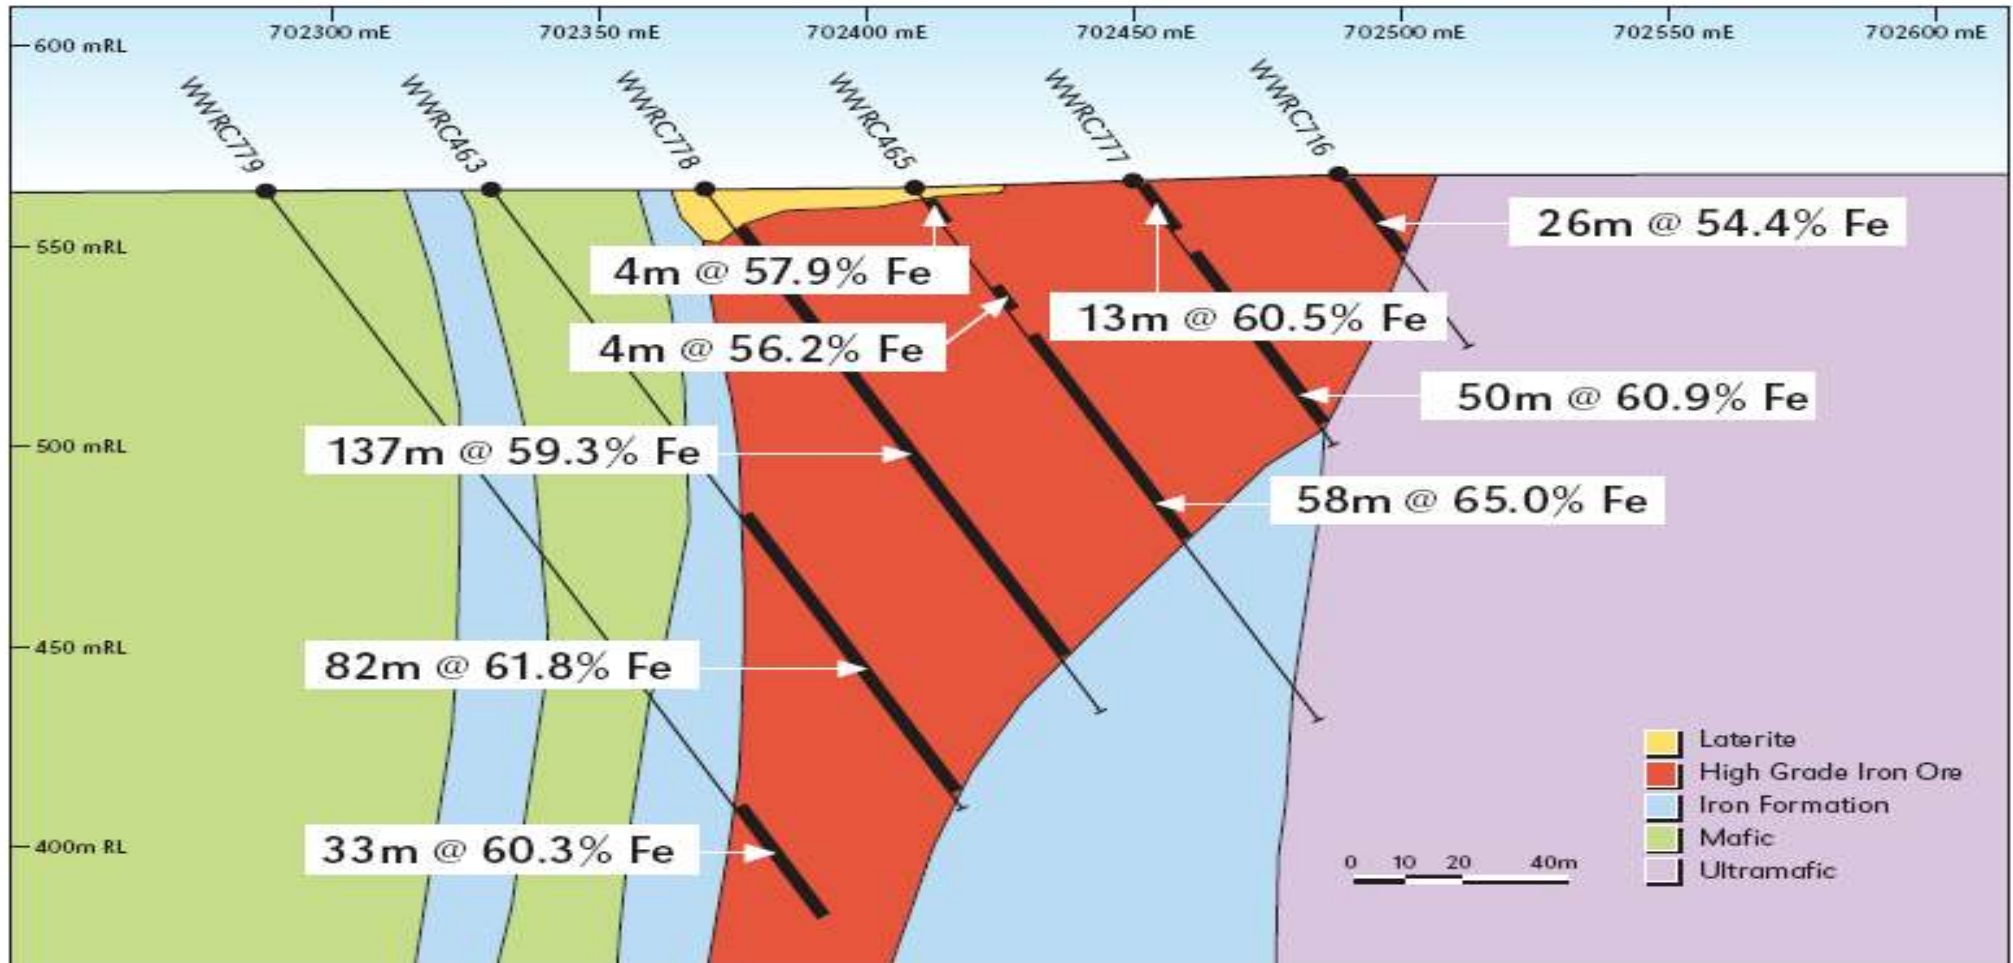 702300 mE
702350 mE
702400 mE
702450 mE
702500 mE
702550 mE
702600 mE
600 mRL
WWRC779
WWRC463
WWRC778
WWRC465
WWRC777
WWRC716
550 mRL
26m @ 54.4% Fe
4m @ 57.9% Fe
13m @ 60.5% Fe
4m @ 56.2% Fe
50m @ 60.9% Fe
500 mRL
137m @ 59.3% Fe
58m @ 65.0% Fe
450 mRL
82m @ 61.8% Fe
400m RL
33m @ 60.3% Fe
0 10 20 40m
Laterite
High Grade Iron Ore
Iron Formation
Mafic
Ultramafic